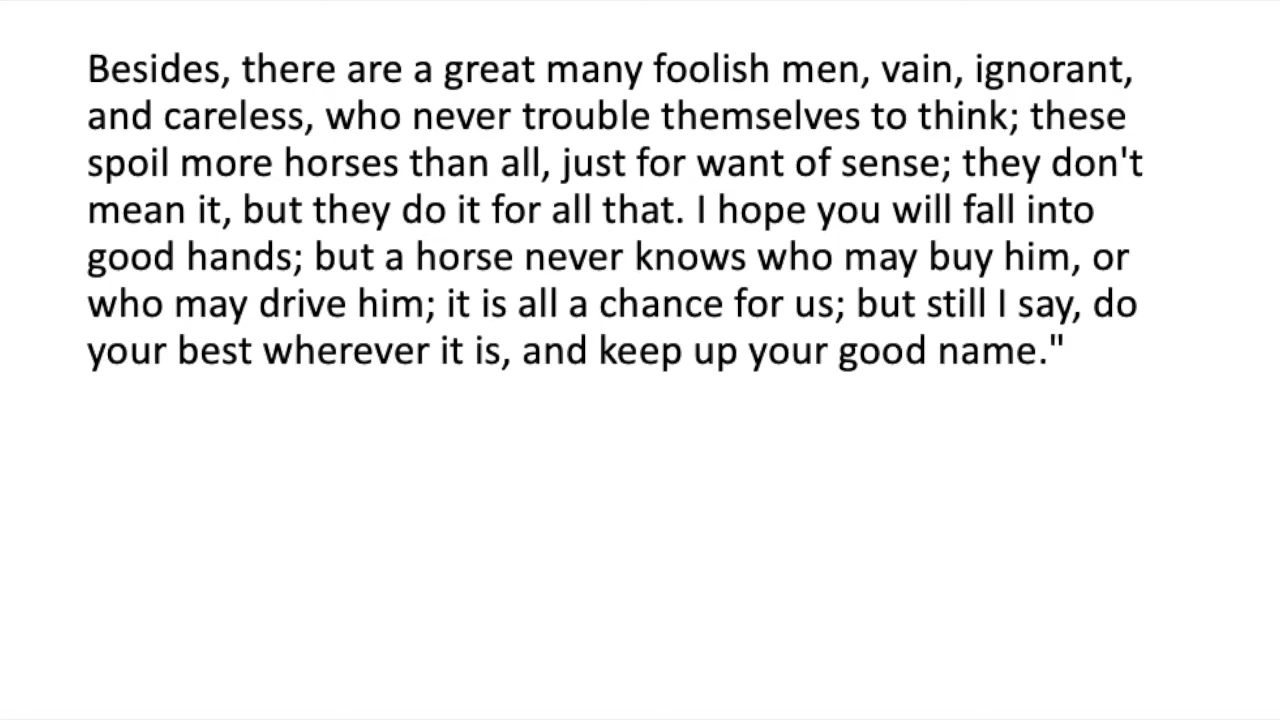 Besides, there are a great many foolish men, vain, ignorant,
and careless, who never trouble themselves to think; these
spoil more horses than all, just for want of sense; they don't
mean it, but they do it for all that. I hope you will fall into
good hands; but a horse never knows who may buy him, or
who may drive him; it is all a chance for us; but still I say, do
your best wherever it is, and keep up your good name."